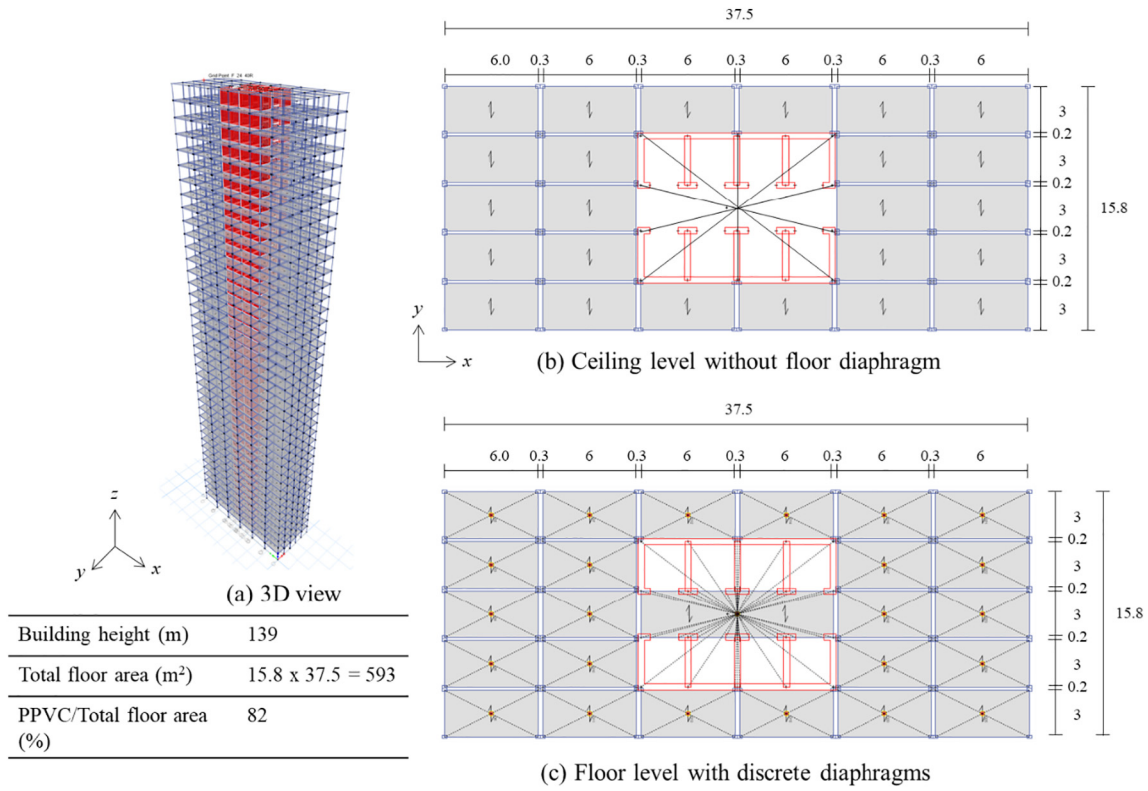 z
y
x
(a) 3D view
Building height (m) 139
Total floor area (m²) 15.8 x 37.5 = 593
PPVC/Total floor area (%) 82
37.5
6.0 0.3 6 0.3 6 0.3 6 0.3 6 0.3 6
3
0.2
3
0.2
3
0.2
3
0.2
3
15.8
y
x
(b) Ceiling level without floor diaphragm
37.5
6.0 0.3 6 0.3 6 0.3 6 0.3 6 0.3 6
3
0.2
3
0.2
3
0.2
3
0.2
3
15.8
(c) Floor level with discrete diaphragms